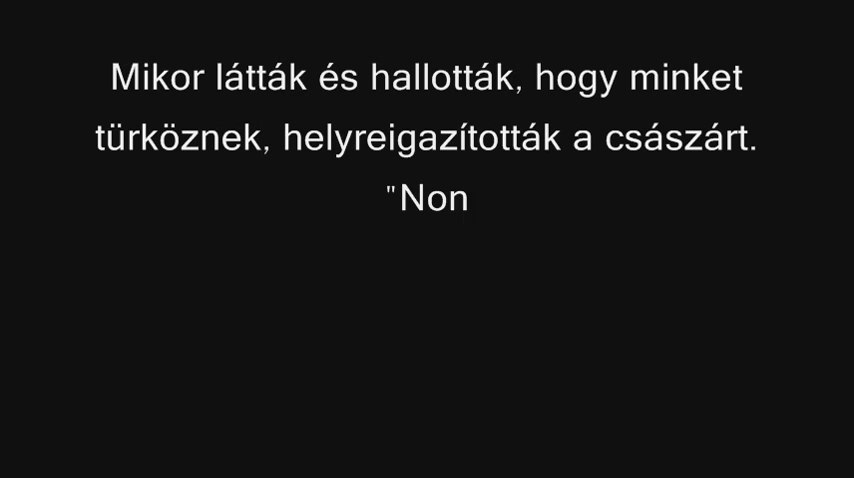 Mikor látták és hallották, hogy minket
türköznek, helyreigazították a császárt.
"Non